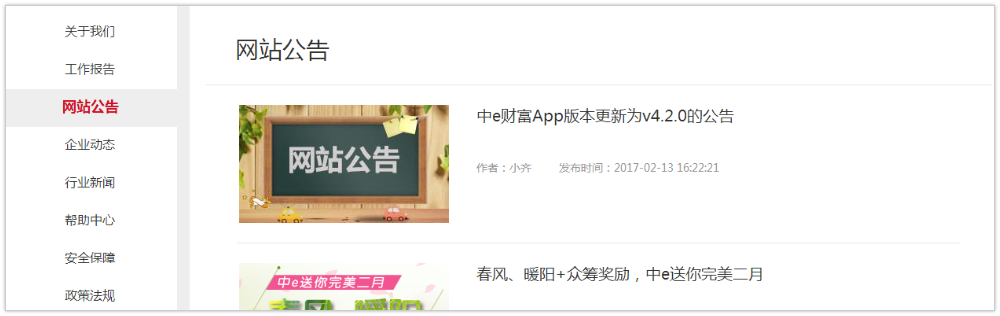 关于我们
工作报告
网站公告
企业动态
行业新闻
帮助中心
安全保障
政策法规
网站公告
网站公告
中e财富App版本更新为v4.2.0的公告
作者：小齐 发布时间：2017-02-13 16:22:21
中e送你完美二月
春风、暖阳+众筹奖励，中e送你完美二月